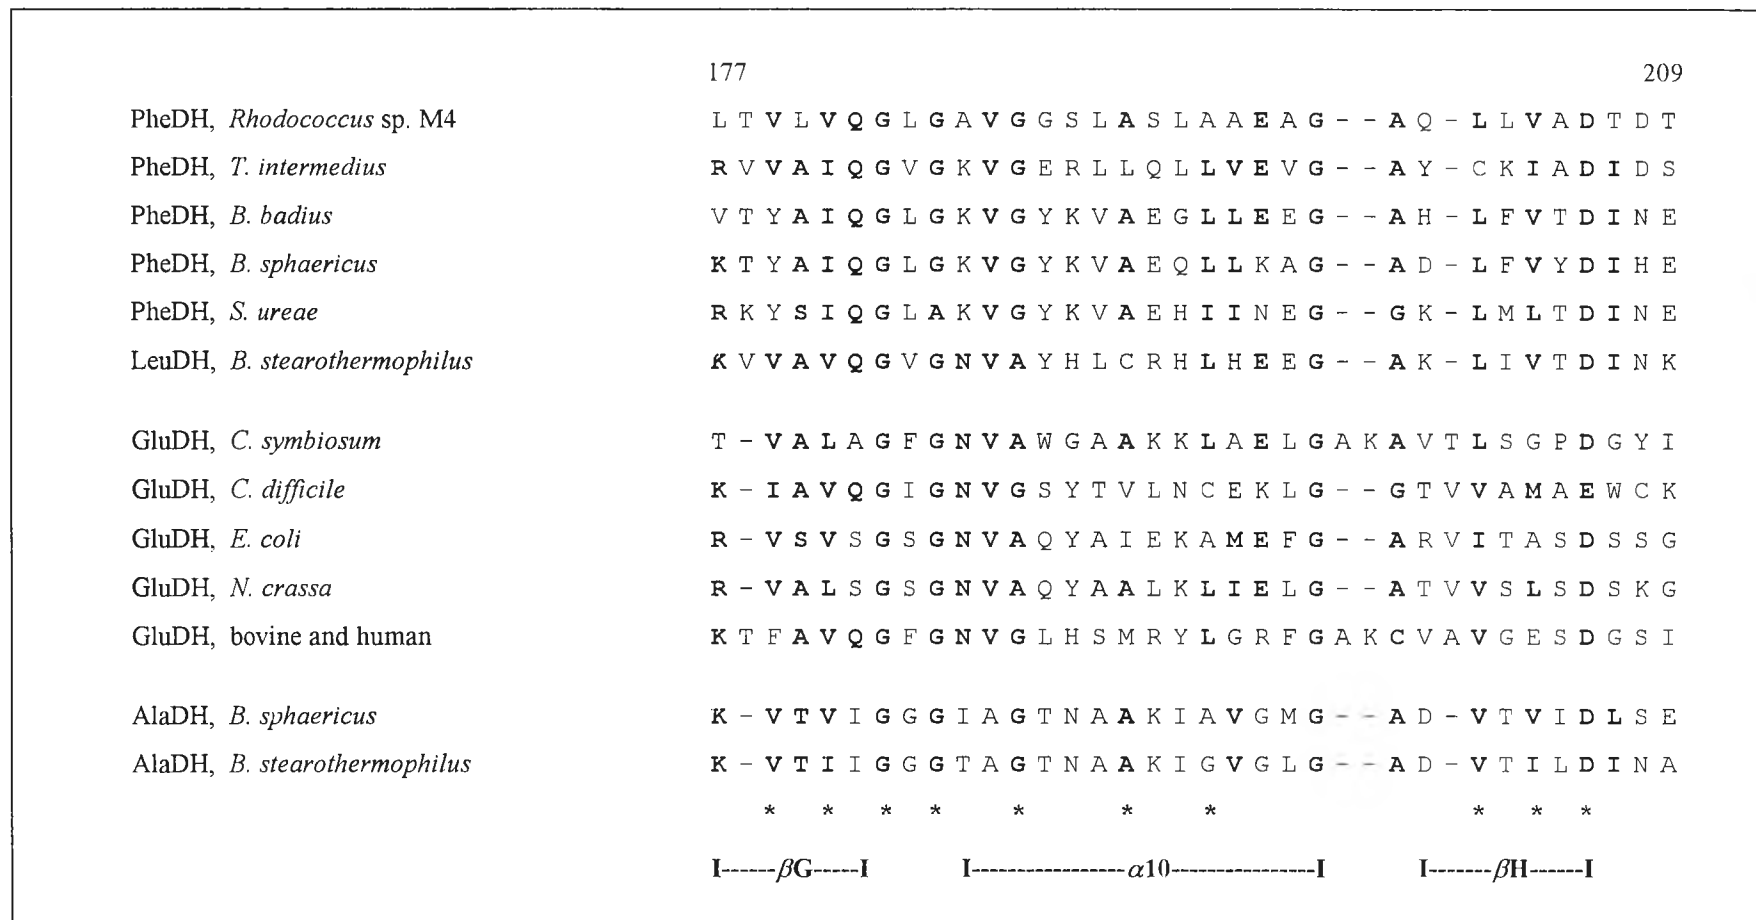 177 209
PheDH, Rhodococcus sp. M4 L T V L V Q G L G A V G G S L A S L A A E A G - - A Q - L L V A D T D T
PheDH, T. intermedius R V V A I Q G V G K V G E R L L Q L L V E V G - - A Y - C K I A D I D S
PheDH, B. badius V T Y A I Q G L G K V G Y K V A E G L L E E G - - A H - L F V T D I N E
PheDH, B. sphaericus K T Y A I Q G L G K V G Y K V A E Q L L K A G - - A D - L F V Y D I H E
PheDH, S. ureae R K Y S I Q G L A K V G Y K V A E H I I N E G - - G K - L M L T D I N E
LeuDH, B. stearothermophilus K V V A V Q G V G N V A Y H L C R H L H E E G - - A K - L I V T D I N K
GluDH, C. symbiosum T - V A L A G F G N V A W G A A K K L A E L G A K A V T L S G P D G Y I
GluDH, C. difficile K - I A V Q G I G N V G S Y T V L N C E K L G - - G T V V A M A E W C K
GluDH, E. coli R - V S V S G S G N V A Q Y A I E K A M E F G - - A R V I T A S D S S G
GluDH, N. crassa R - V A L S G S G N V A Q Y A A L K L I E L G - - A T V V S L S D S K G
GluDH, bovine and human K T F A V Q G F G N V G L H S M R Y L G R F G A K C V A V G E S D G S I
AlaDH, B. sphaericus K - V T V I G G G I A G T N A A K I A V G M G - - A D - V T V I D L S E
AlaDH, B. stearothermophilus K - V T I I G G G T A G T N A A K I G V G L G - - A D - V T I L D I N A
* * * * * * * * * *
I------βG-----I I-----------------α10---------------I I-------βH------I